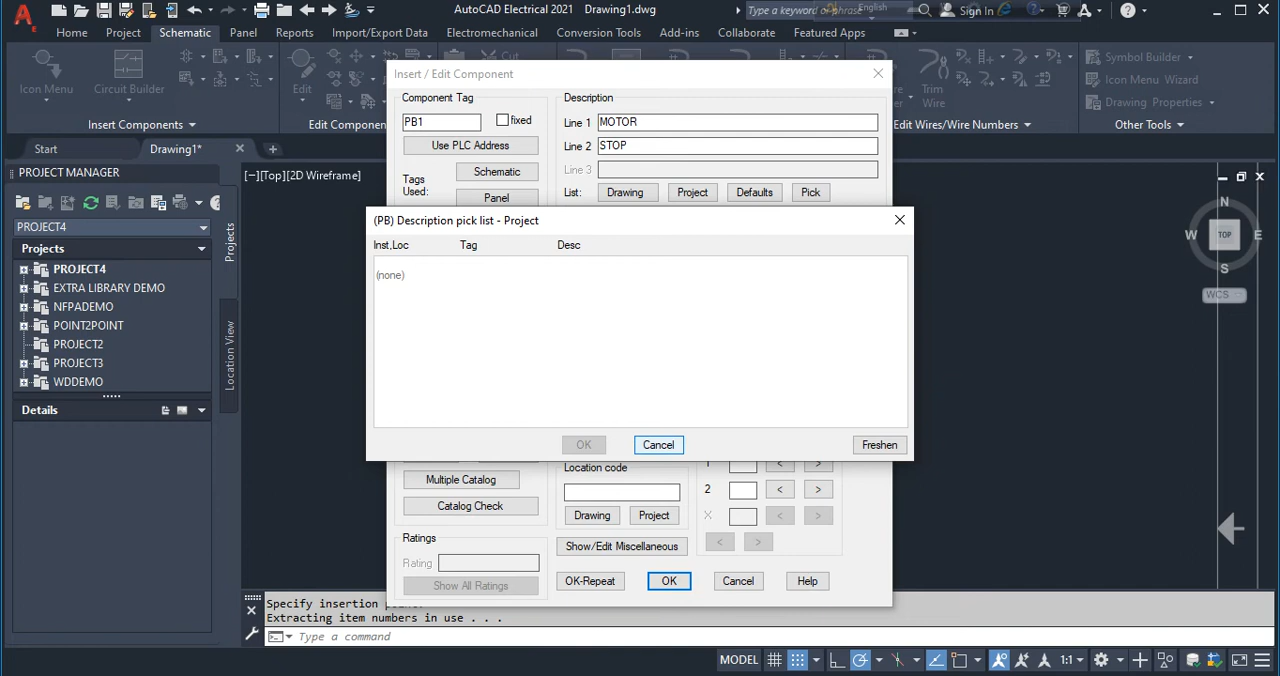 AutoCAD Electrical 2021 Drawing1.dwg
Type a keyword or phrase
English
Sign In
Home Project Schematic Panel Reports Import/Export Data Electromechanical Conversion Tools Add-ins Collaborate Featured Apps
Icon Menu
Circuit Builder
Edit
Cut
Trim
Wire
Symbol Builder
Icon Menu Wizard
Drawing Properties
Insert Components
Edit Compone
Edit Wires/Wire Numbers
Other Tools
Start
Drawing1*
PROJECT MANAGER
PROJECT4
Projects
PROJECT4
EXTRA LIBRARY DEMO
NFPADEMO
POINT2POINT
PROJECT2
PROJECT3
WDDEMO
Details
Projects
Location View
[−][Top][2D Wireframe]
N
W TOP E
S
WCS
Insert / Edit Component
Component Tag
PB1
fixed
Use PLC Address
Tags
Used:
Schematic
Panel
Description
Line 1 MOTOR
Line 2 STOP
Line 3
List: Drawing Project Defaults Pick
(PB) Description pick list - Project
Inst,Loc Tag Desc
(none)
OK Cancel Freshen
Multiple Catalog
Catalog Check
Ratings
Rating
Show All Ratings
Location code
Drawing Project
Show/Edit Miscellaneous
1 < >
2 < >
X < >
< >
OK-Repeat OK Cancel Help
Specify insertion point:
Extracting item numbers in use . . .
Type a command
MODEL
1:1